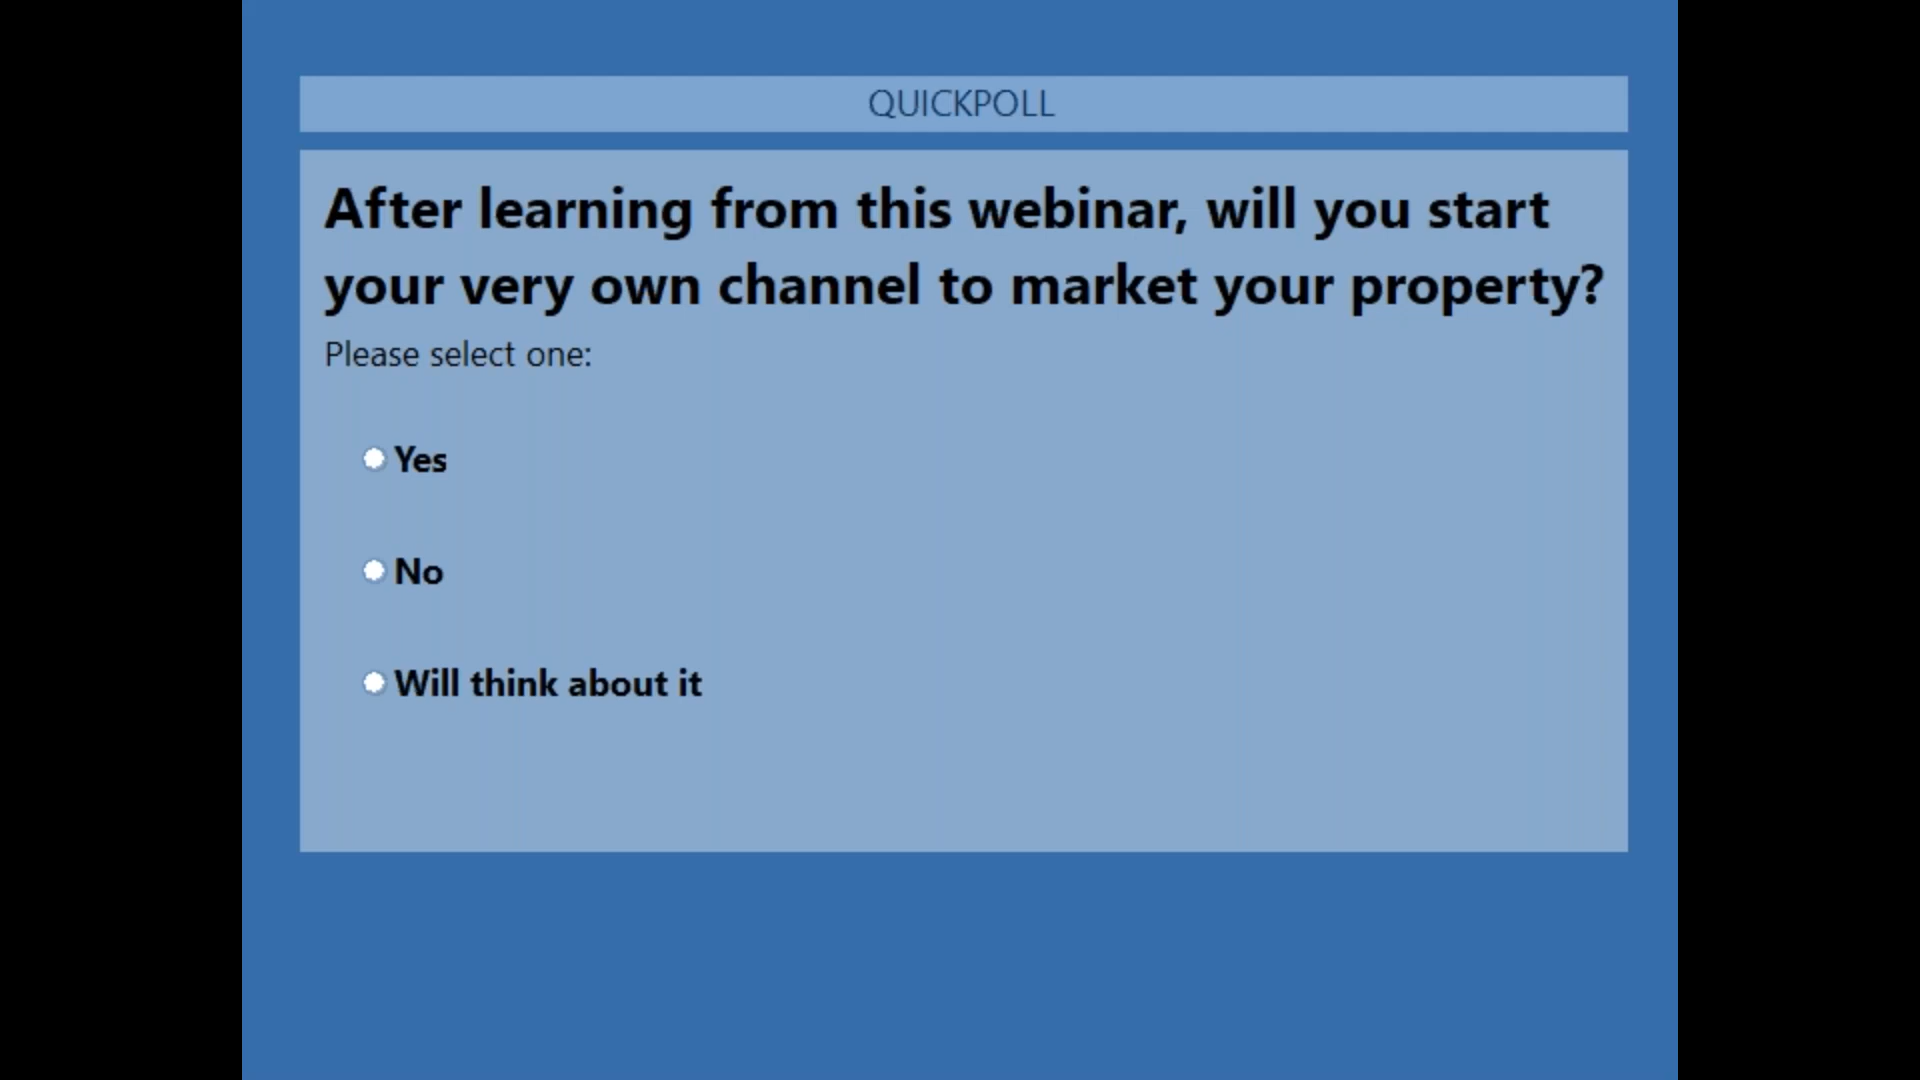 QUICKPOLL
After learning from this webinar, will you start
your very own channel to market your property?
Please select one:
Yes
No
Will think about it